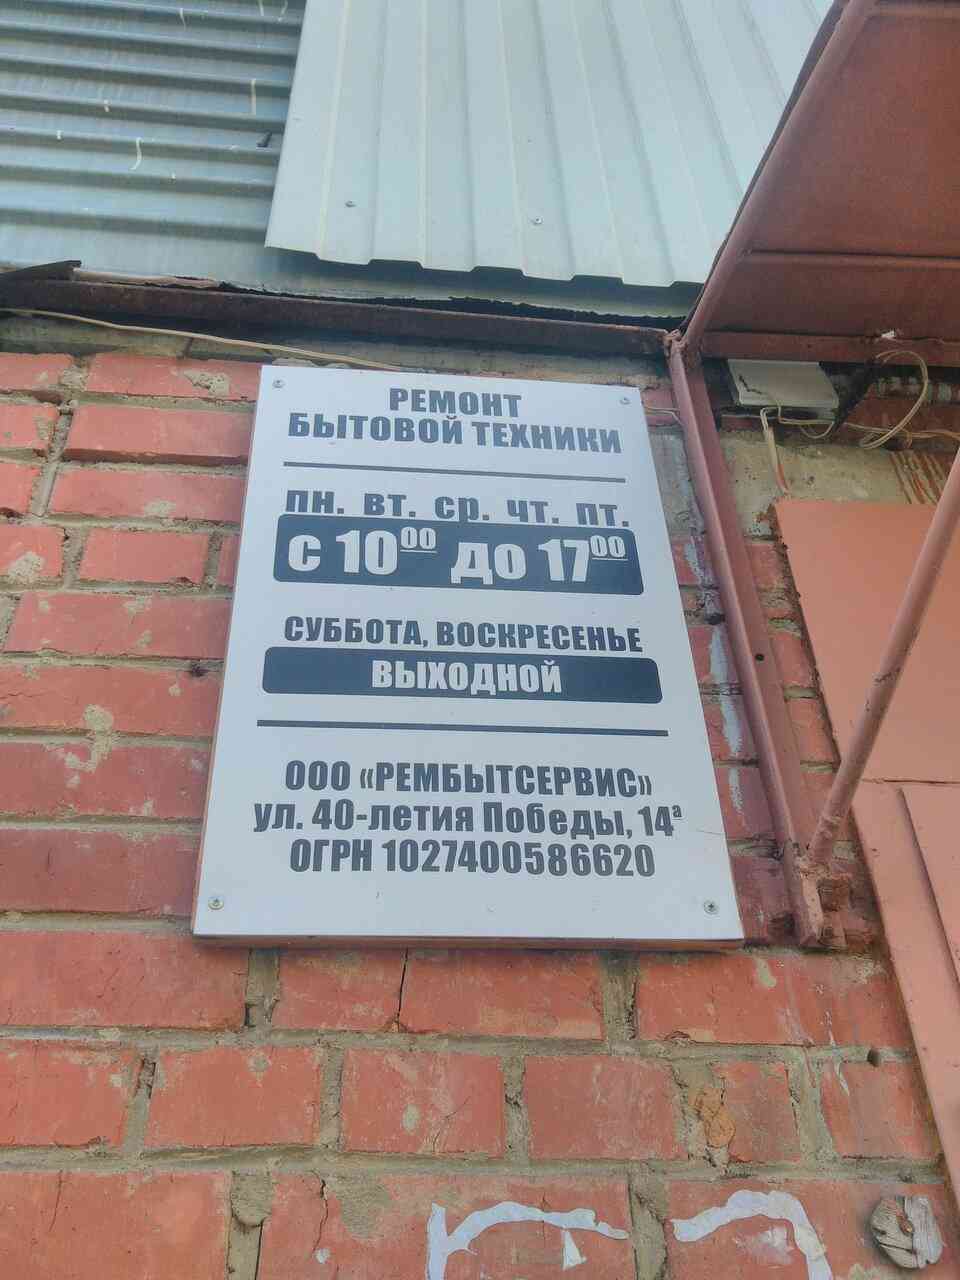 РЕМОНТ
БЫТОВОЙ ТЕХНИКИ
ПН. ВТ. СР. ЧТ. ПТ.
С 10⁰⁰ ДО 17⁰⁰
СУББОТА, ВОСКРЕСЕНЬЕ
ВЫХОДНОЙ
ООО «РЕМБЫТСЕРВИС»
ул. 40-летия Победы, 14ᵃ
ОГРН 1027400586620